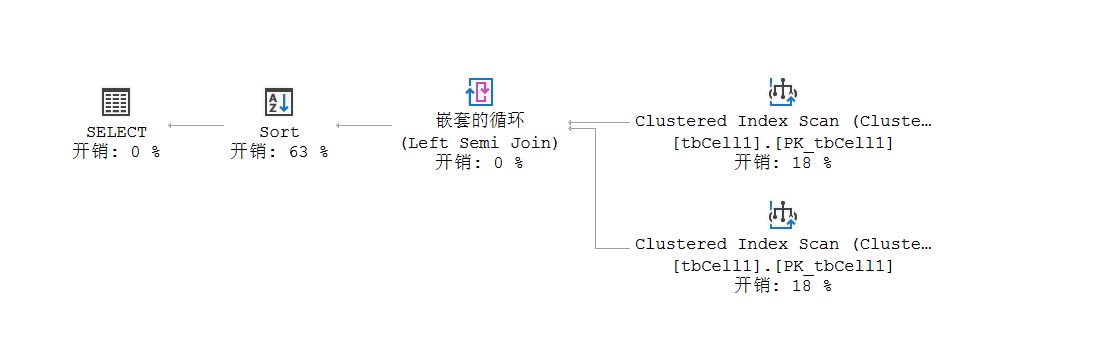 SELECT
开销: 0 %
Sort
开销: 63 %
嵌套的循环
(Left Semi Join)
开销: 0 %
Clustered Index Scan (Cluste…
[tbCell1].[PK_tbCell1]
开销: 18 %
Clustered Index Scan (Cluste…
[tbCell1].[PK_tbCell1]
开销: 18 %